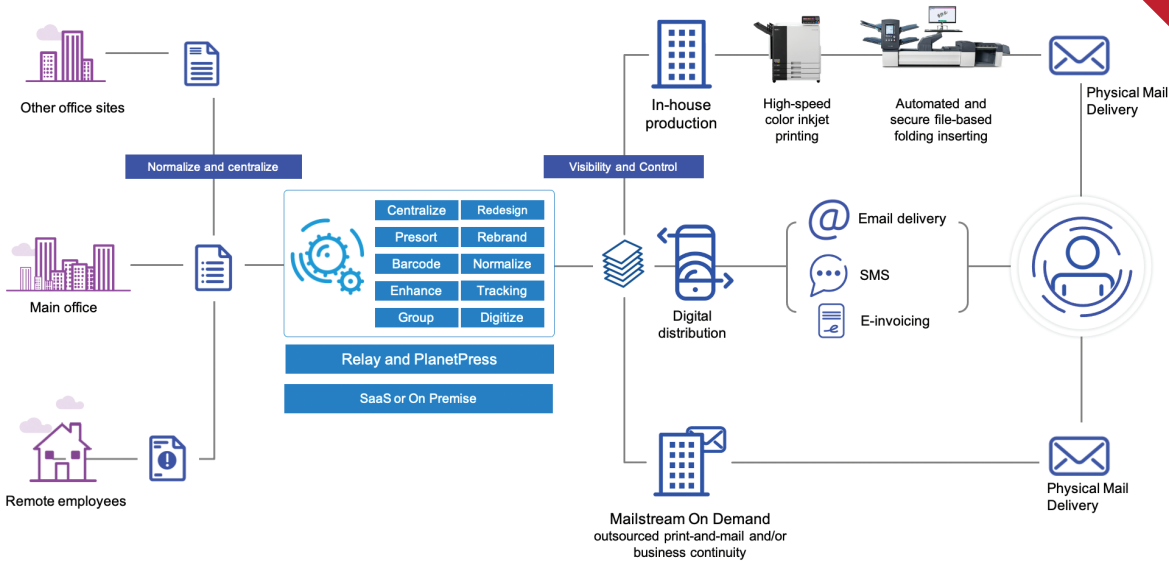 Other office sites
Normalize and centralize
Main office
Remote employees
Centralize
Redesign
Presort
Rebrand
Barcode
Normalize
Enhance
Tracking
Group
Digitize
Relay and PlanetPress
SaaS or On Premise
Visibility and Control
In-house
production
High-speed
color inkjet
printing
Automated and
secure file-based
folding inserting
Physical Mail
Delivery
Digital
distribution
@
Email delivery
SMS
e
E-invoicing
Mailstream On Demand
outsourced print-and-mail and/or
business continuity
Physical Mail
Delivery